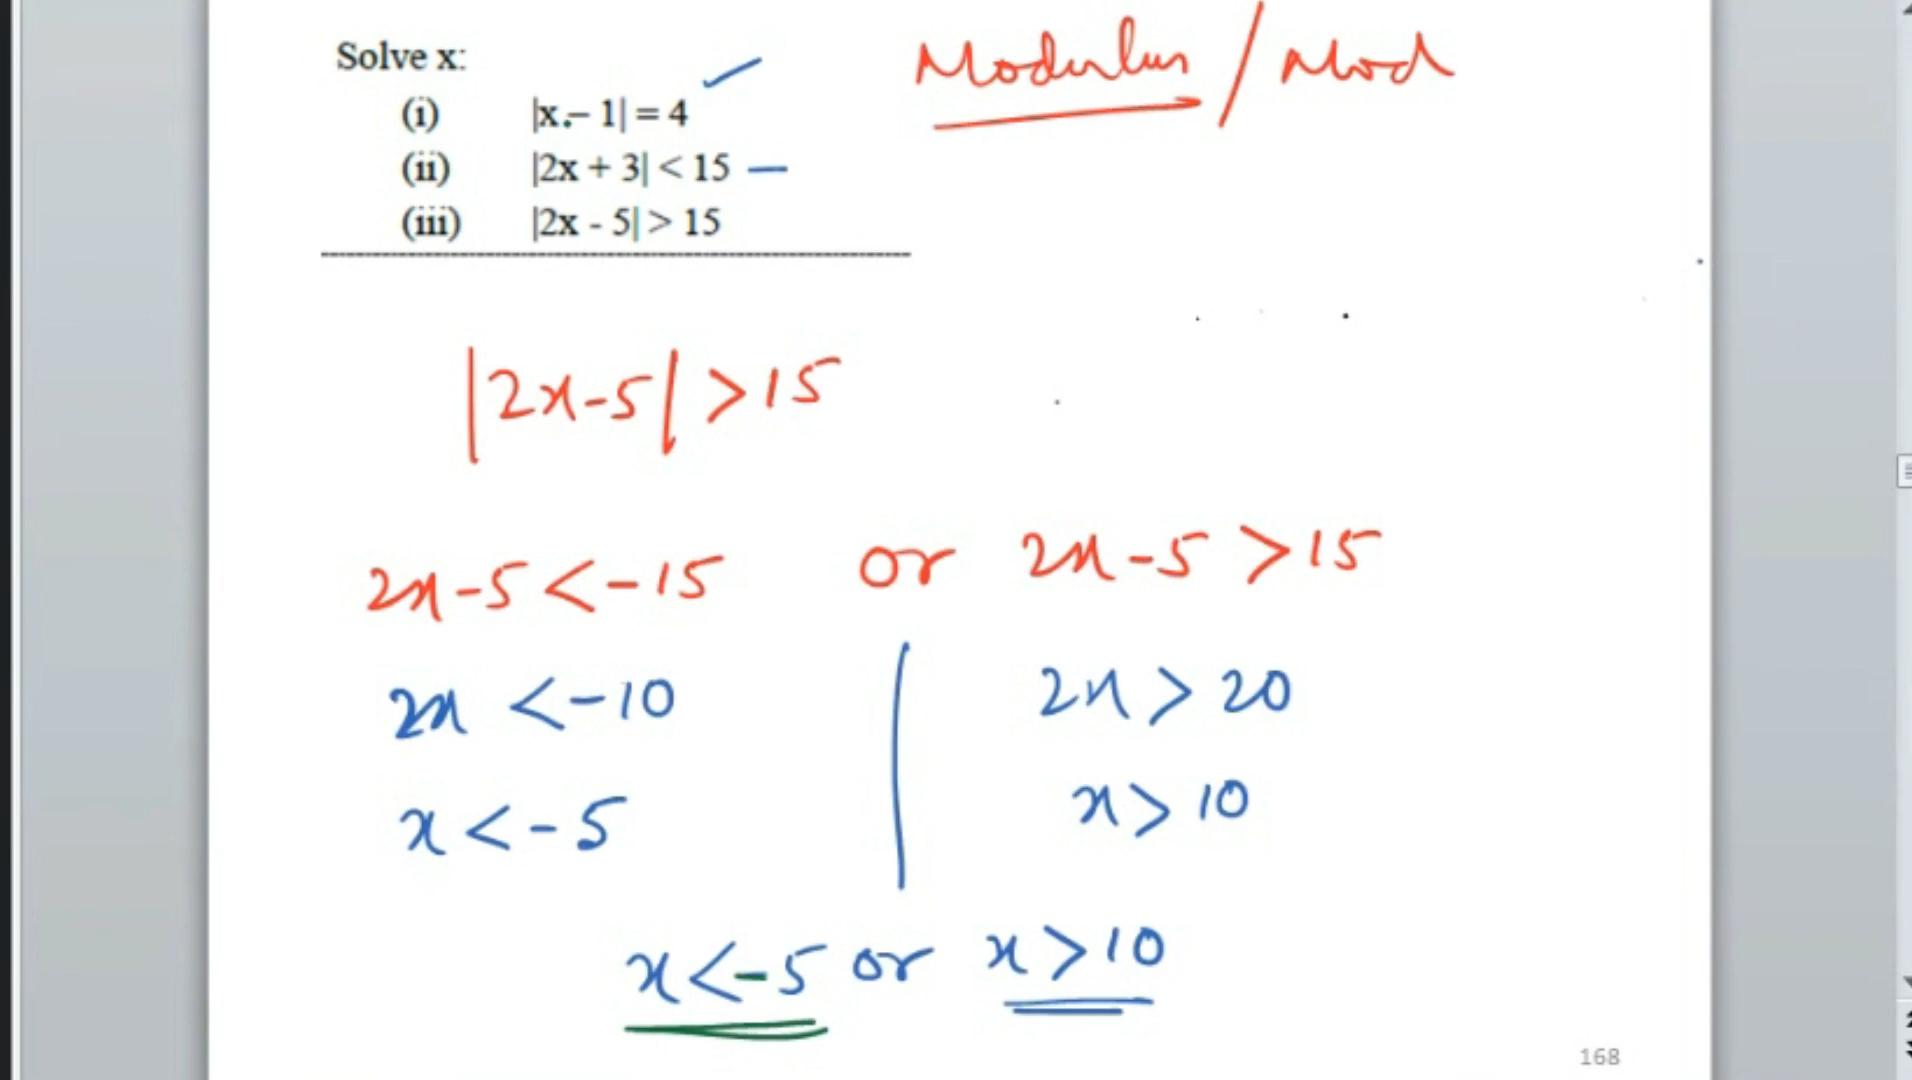 Solve x:
Modulus / Mod
(i) |x - 1| = 4
(ii) |2x + 3| < 15
(iii) |2x - 5| > 15
|2x-5| > 15
2x-5 < -15 or 2x-5 > 15
2x < -10 2x > 20
x < -5 x > 10
x < -5 or x > 10
168